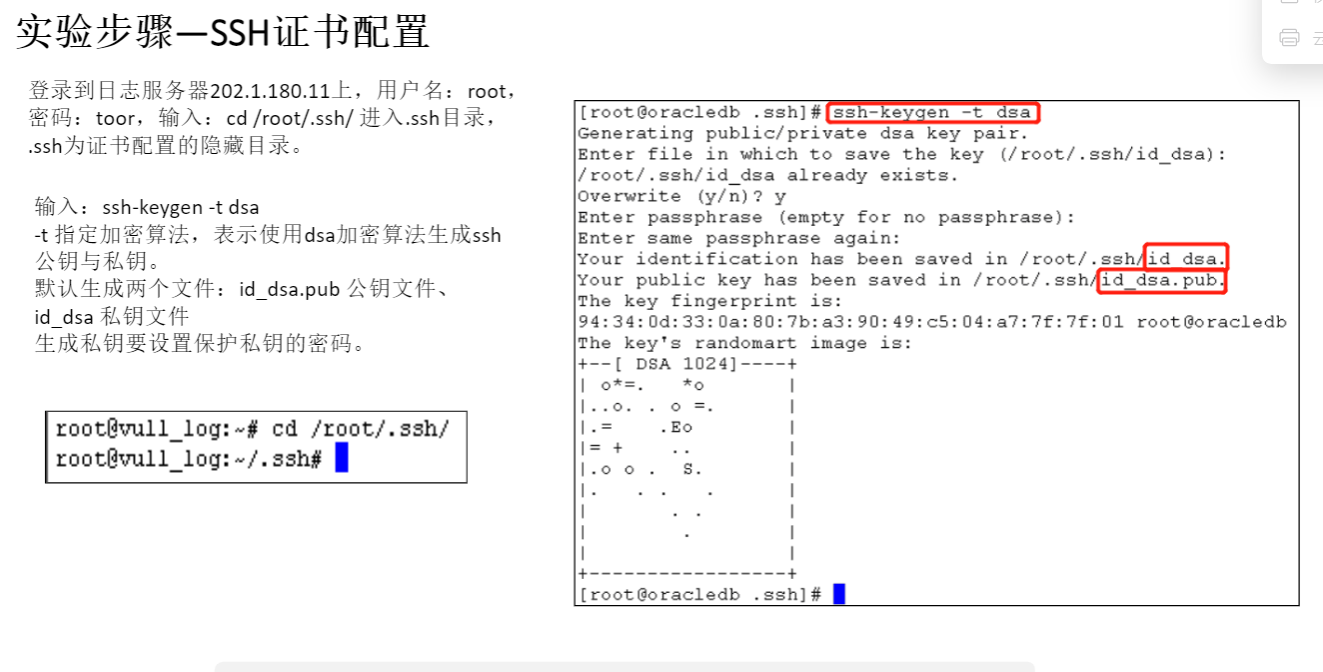 实验步骤—SSH证书配置
登录到日志服务器202.1.180.11上，用户名：root，
密码：toor，输入：cd /root/.ssh/ 进入.ssh目录，
.ssh为证书配置的隐藏目录。
输入：ssh-keygen -t dsa
-t 指定加密算法，表示使用dsa加密算法生成ssh
公钥与私钥。
默认生成两个文件：id_dsa.pub 公钥文件、
id_dsa 私钥文件
生成私钥要设置保护私钥的密码。
root@vull_log:~# cd /root/.ssh/
root@vull_log:~/.ssh#
[root@oracledb .ssh]# ssh-keygen -t dsa
Generating public/private dsa key pair.
Enter file in which to save the key (/root/.ssh/id_dsa):
/root/.ssh/id_dsa already exists.
Overwrite (y/n)? y
Enter passphrase (empty for no passphrase):
Enter same passphrase again:
Your identification has been saved in /root/.ssh/id_dsa.
Your public key has been saved in /root/.ssh/id_dsa.pub.
The key fingerprint is:
94:34:0d:33:0a:80:7b:a3:90:49:c5:04:a7:7f:7f:01 root@oracledb
The key's randomart image is:
+--[ DSA 1024]----+
| o*=.   *o       |
|..o. . o =.      |
|.=    .Eo        |
|= +    ..        |
|.o o .  S.       |
|.   . .   .      |
|       . .       |
|        .        |
|                 |
+-----------------+
[root@oracledb .ssh]#